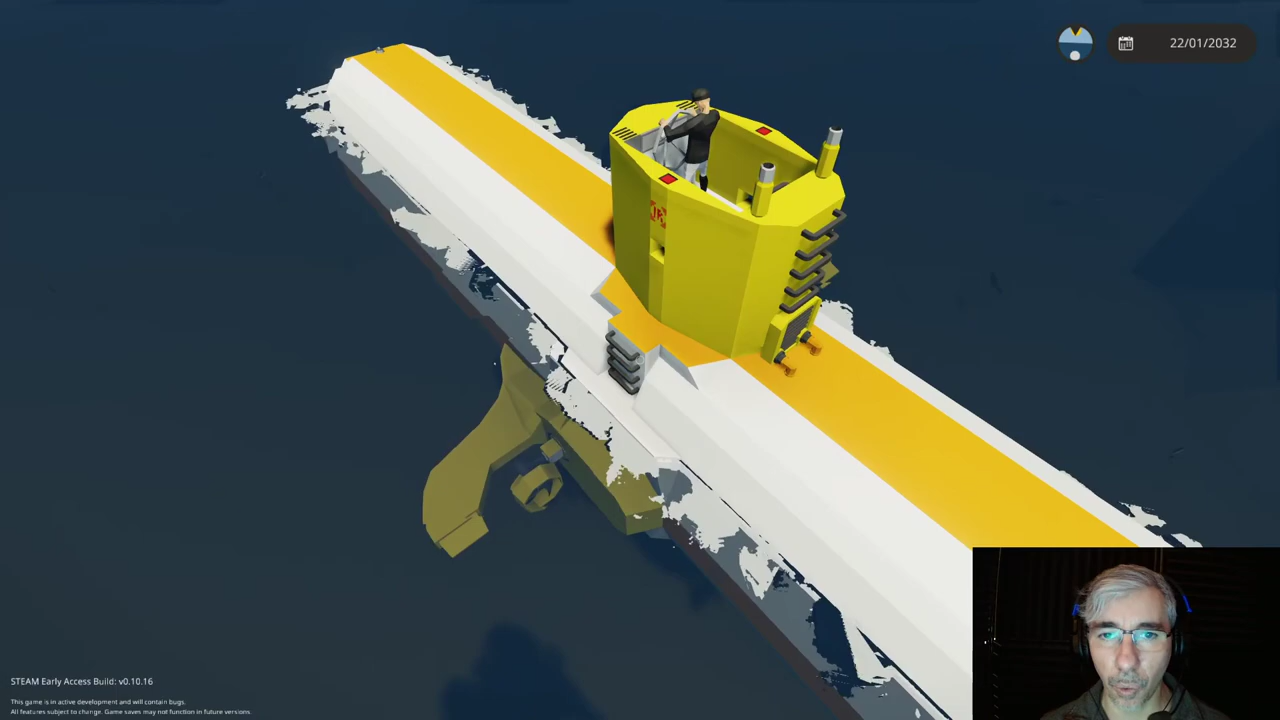 22/01/2032
STEAM Early Access Build: v0.10.16
This game is in active development and will contain bugs.
All features subject to change. Game saves may not function in future versions.